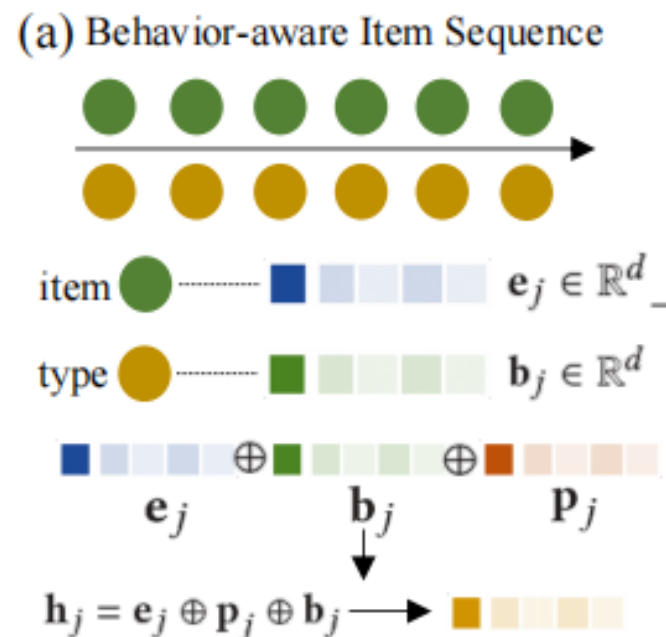 (a) Behavior-aware Item Sequence
item e_j ∈ ℝ^d
type b_j ∈ ℝ^d
⊕ ⊕
e_j b_j p_j
h_j = e_j ⊕ p_j ⊕ b_j